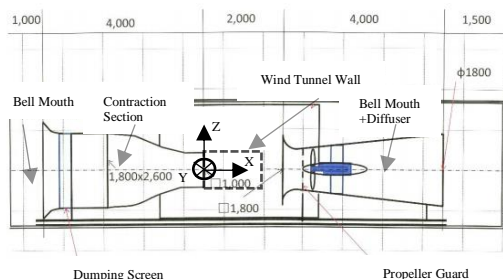 1,000 4,000 2,000 4,000 1,500
Wind Tunnel Wall
φ1800
Bell Mouth
Contraction
Section
Bell Mouth
+Diffuser
Z
X
Y
1,800x2,600
□1,000
□1,800
Dumping Screen
Propeller Guard